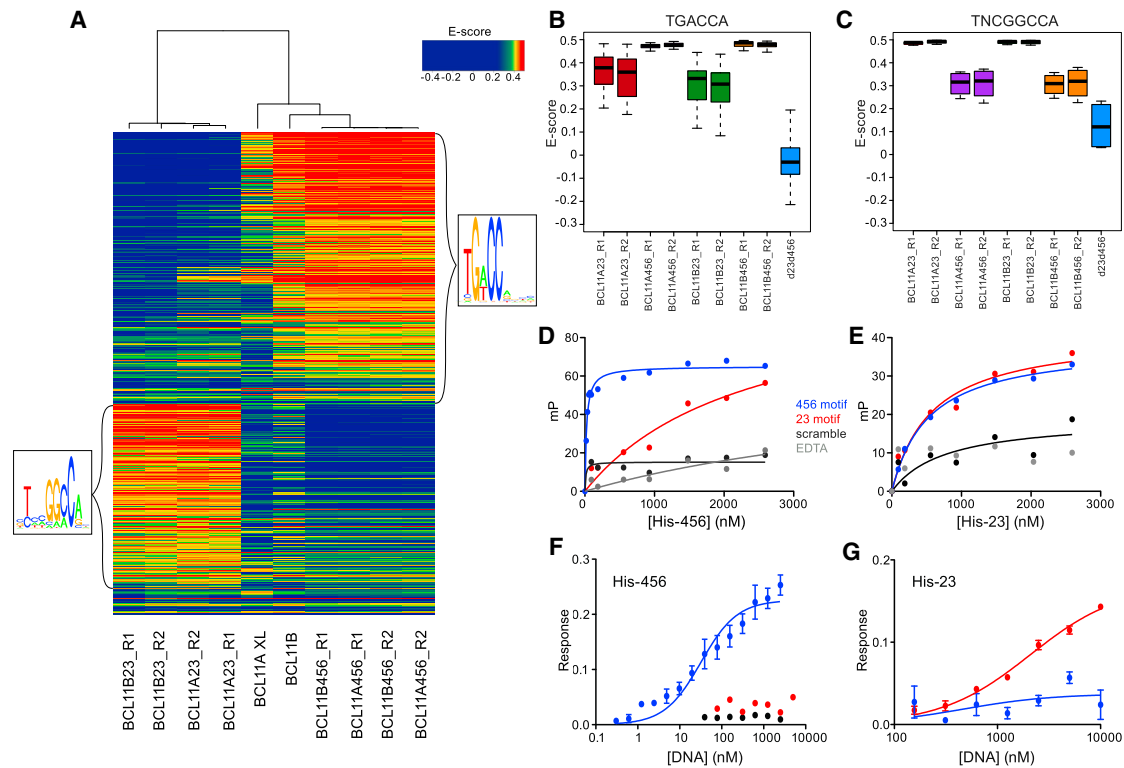 A
E-score
-0.4 -0.2 0 0.2 0.4
BCL11B23_R1
BCL11B23_R2
BCL11A23_R2
BCL11A23_R1
BCL11A XL
BCL11B
BCL11B456_R1
BCL11A456_R1
BCL11B456_R2
BCL11A456_R2
B
TGACCA
E-score
0.5
0.4
0.3
0.2
0.1
0
-0.1
-0.2
-0.3
BCL11A23_R1
BCL11A23_R2
BCL11A456_R1
BCL11A456_R2
BCL11B23_R1
BCL11B23_R2
BCL11B456_R1
BCL11B456_R2
d23d456
C
TNCGGCCA
E-score
0.5
0.4
0.3
0.2
0.1
0
-0.1
-0.2
-0.3
BCL11A23_R1
BCL11A23_R2
BCL11A456_R1
BCL11A456_R2
BCL11B23_R1
BCL11B23_R2
BCL11B456_R1
BCL11B456_R2
d23d456
D
mP
80
60
40
20
0
0 1000 2000 3000
[His-456] (nM)
456 motif
23 motif
scramble
EDTA
E
mP
40
30
20
10
0
0 1000 2000 3000
[His-23] (nM)
F
His-456
Response
0.3
0.2
0.1
0.0
0.1 1 10 100 1000 10000
[DNA] (nM)
G
His-23
Response
0.2
0.1
0.0
100 1000 10000
[DNA] (nM)